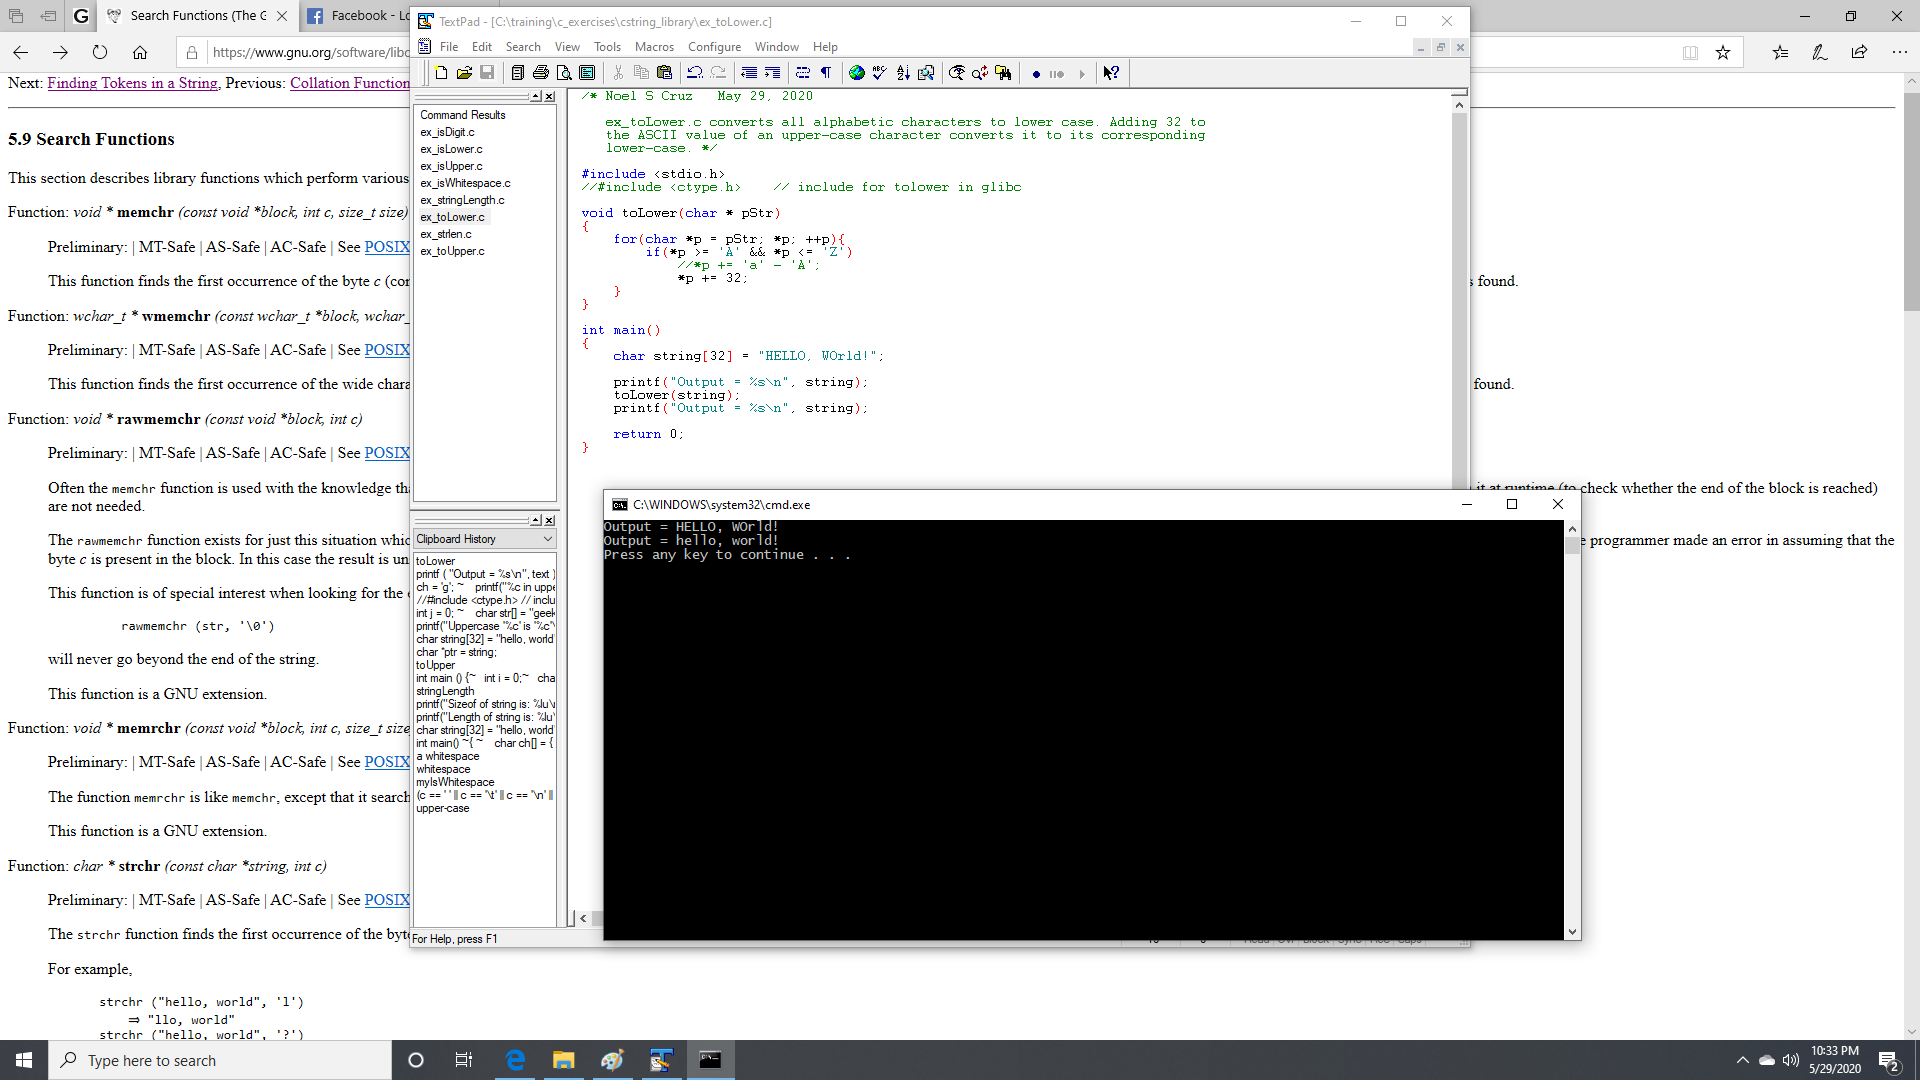 Search Functions (The G
Facebook - Lo
https://www.gnu.org/software/libc
Next: Finding Tokens in a String, Previous: Collation Function
5.9 Search Functions
This section describes library functions which perform various
Function: void * memchr (const void *block, int c, size_t size)
Preliminary: | MT-Safe | AS-Safe | AC-Safe | See POSIX
This function finds the first occurrence of the byte c (con
s found.
Function: wchar_t * wmemchr (const wchar_t *block, wchar_
Preliminary: | MT-Safe | AS-Safe | AC-Safe | See POSIX
This function finds the first occurrence of the wide chara
found.
Function: void * rawmemchr (const void *block, int c)
Preliminary: | MT-Safe | AS-Safe | AC-Safe | See POSIX
Often the memchr function is used with the knowledge tha
it at runtime (to check whether the end of the block is reached)
are not needed.
The rawmemchr function exists for just this situation whic
e programmer made an error in assuming that the
byte c is present in the block. In this case the result is un
This function is of special interest when looking for the
rawmemchr (str, '\0')
will never go beyond the end of the string.
This function is a GNU extension.
Function: void * memrchr (const void *block, int c, size_t size
Preliminary: | MT-Safe | AS-Safe | AC-Safe | See POSIX
The function memrchr is like memchr, except that it search
This function is a GNU extension.
Function: char * strchr (const char *string, int c)
Preliminary: | MT-Safe | AS-Safe | AC-Safe | See POSIX
The strchr function finds the first occurrence of the byte
For example,
strchr ("hello, world", 'l')
⇒ "llo, world"
strchr ("hello, world", '?')
TextPad - [C:\training\c_exercises\cstring_library\ex_toLower.c]
File Edit Search View Tools Macros Configure Window Help
Command Results
ex_isDigit.c
ex_isLower.c
ex_isUpper.c
ex_isWhitespace.c
ex_stringLength.c
ex_toLower.c
ex_strlen.c
ex_toUpper.c
/* Noel S Cruz   May 29, 2020
ex_toLower.c converts all alphabetic characters to lower case. Adding 32 to
the ASCII value of an upper-case character converts it to its corresponding
lower-case. */
#include <stdio.h>
//#include <ctype.h>    // include for tolower in glibc
void toLower(char * pStr)
{
for(char *p = pStr; *p; ++p){
if(*p >= 'A' && *p <= 'Z')
//*p += 'a' - 'A';
*p += 32;
}
}
int main()
{
char string[32] = "HELLO, WOrld!";
printf("Output = %s\n", string);
toLower(string);
printf("Output = %s\n", string);
return 0;
}
Clipboard History
toLower
printf ( "Output = %s\n", text )
ch = 'g'; ~    printf("%c in uppe
//#include <ctype.h> // inclu
int j = 0; ~    char str[] = "geek
printf("Uppercase '%c' is '%c'\
char string[32] = "hello, world'
char *ptr = string;
toUpper
int main () {~   int i = 0;~   cha
stringLength
printf("Sizeof of string is: %lu\
printf("Length of string is: %lu\
char string[32] = "hello, world'
int main() ~{ ~    char ch[] = {
a whitespace
whitespace
myIsWhitespace
(c == ' ' || c == '\t' || c == '\n' ||
upper-case
For Help, press F1
C:\WINDOWS\system32\cmd.exe
Output = HELLO, WOrld!
Output = hello, world!
Press any key to continue . . .
Type here to search
10:33 PM
5/29/2020
2